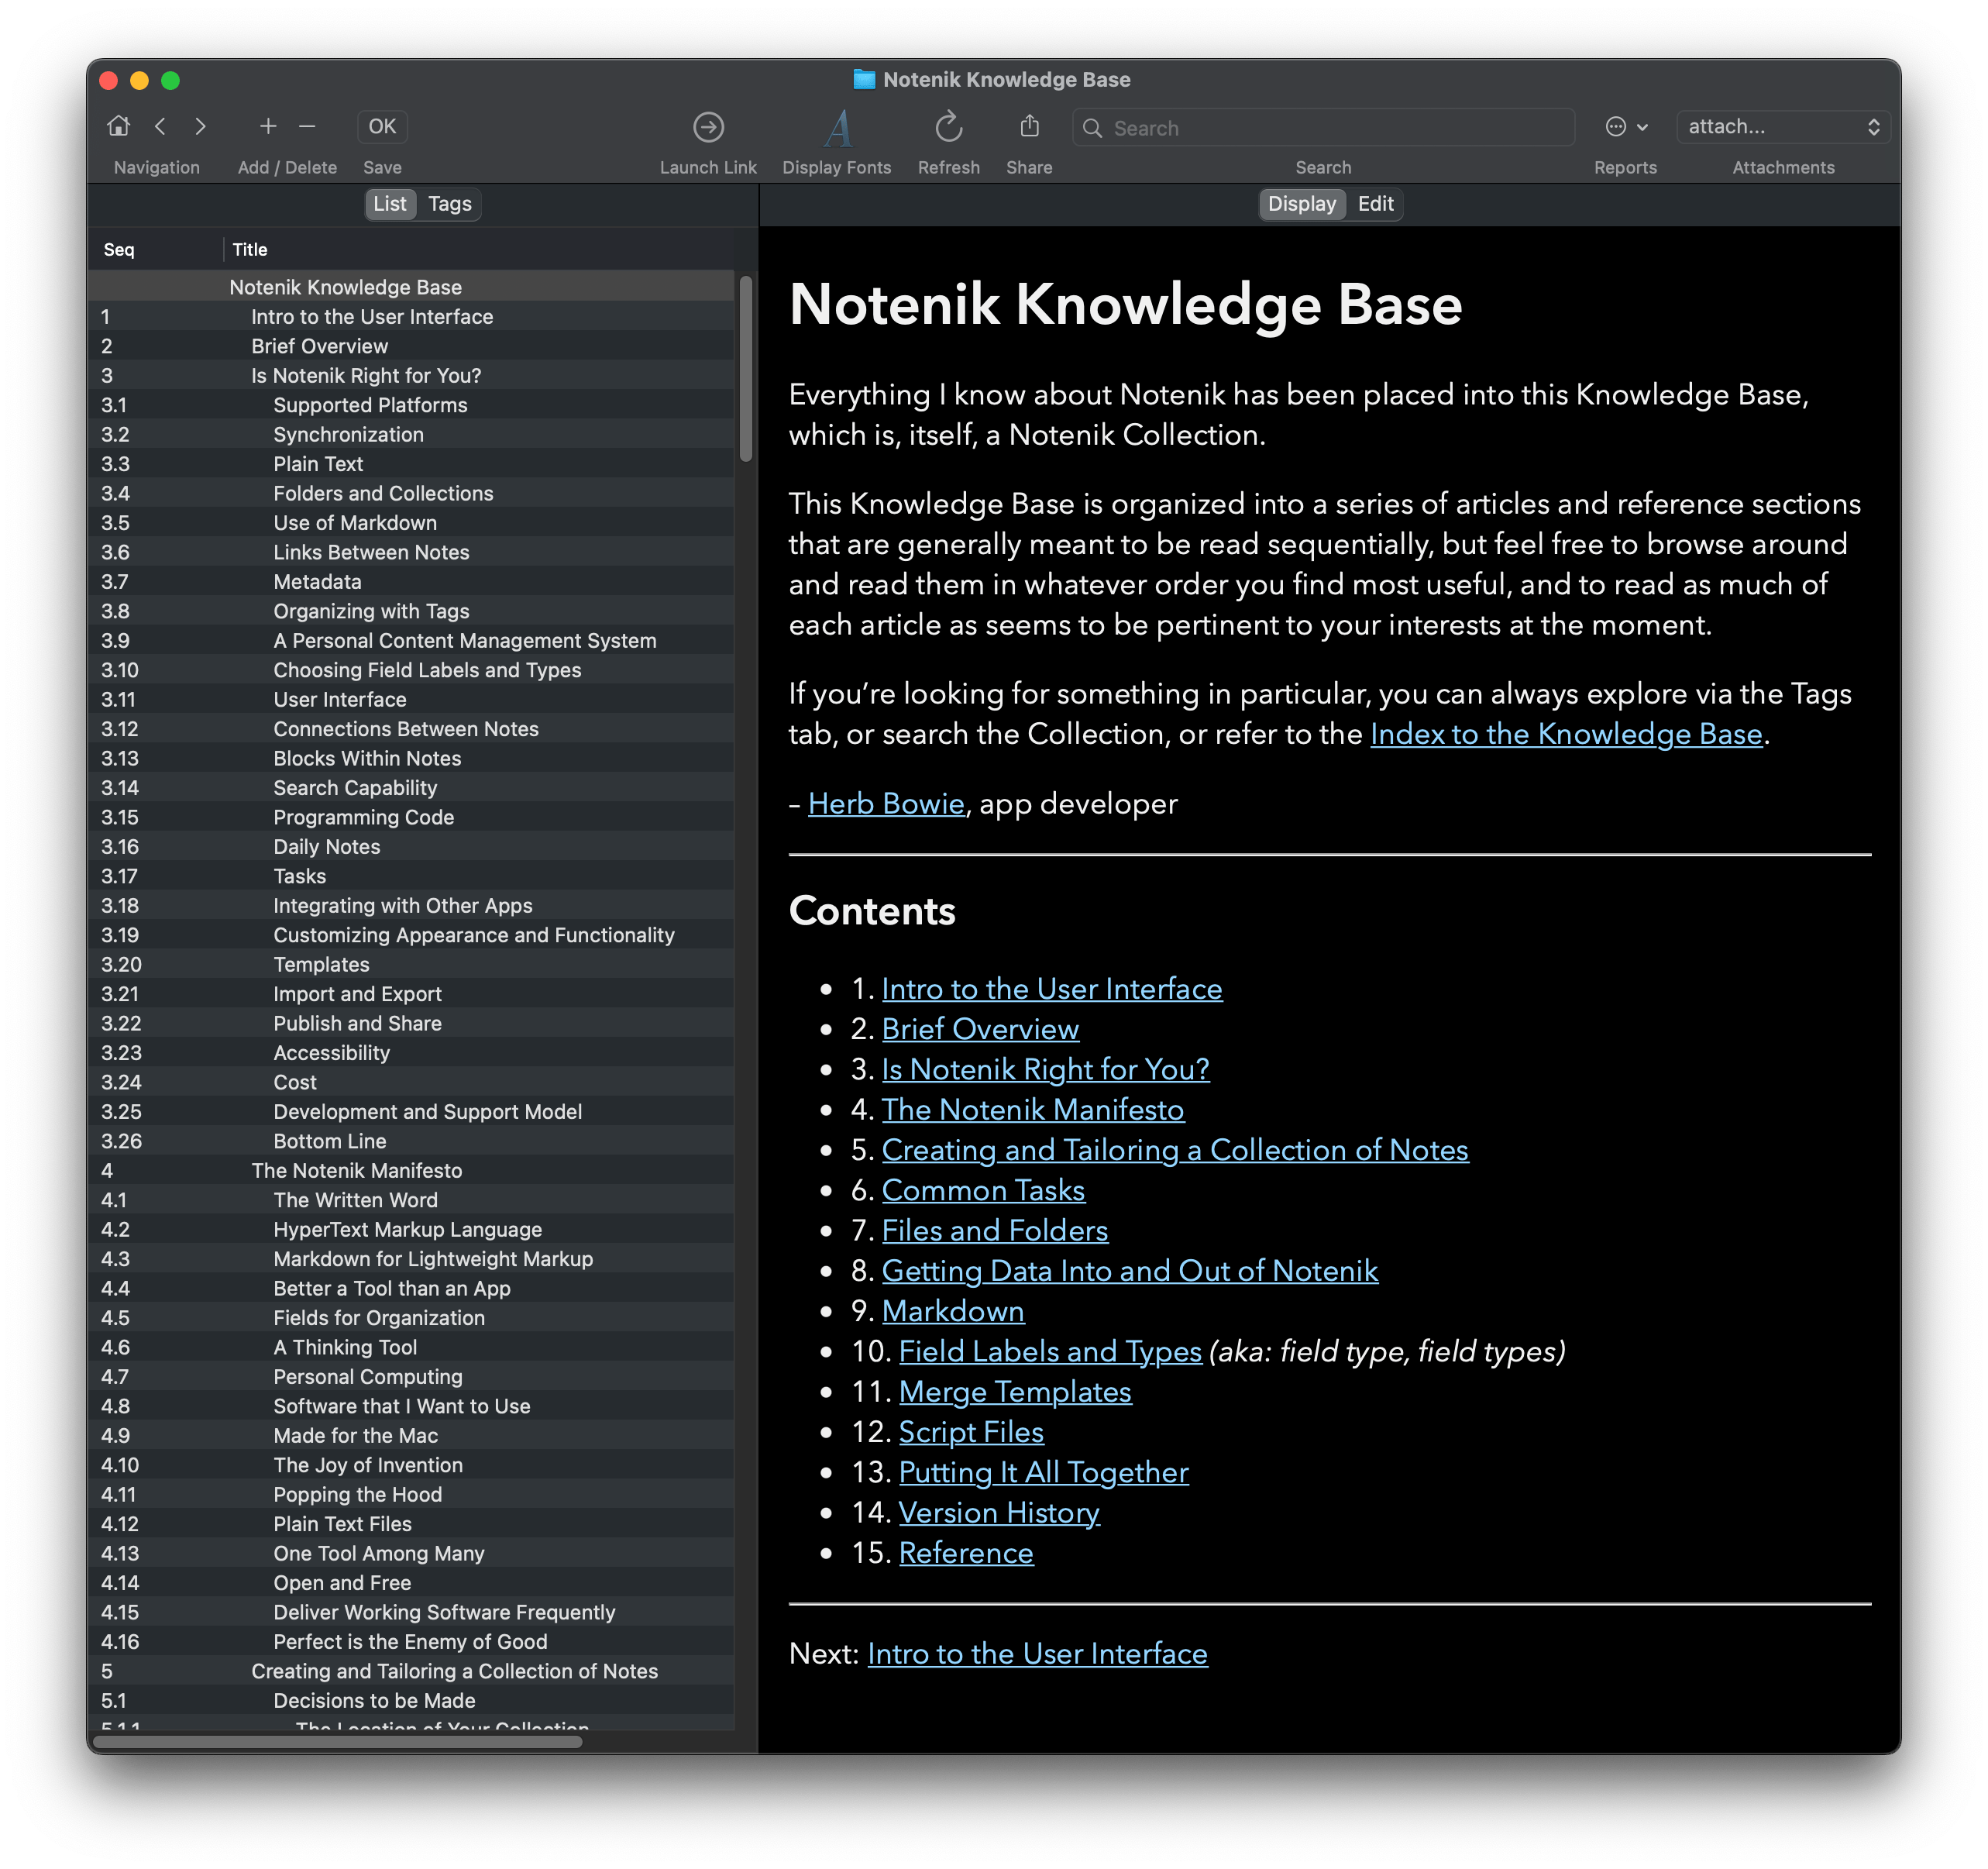 Notenik Knowledge Base
OK
Search
attach...
Navigation
Add / Delete
Save
Launch Link
Display Fonts
Refresh
Share
Search
Reports
Attachments
List
Tags
Display
Edit
Seq Title
Notenik Knowledge Base
1 Intro to the User Interface
2 Brief Overview
3 Is Notenik Right for You?
3.1 Supported Platforms
3.2 Synchronization
3.3 Plain Text
3.4 Folders and Collections
3.5 Use of Markdown
3.6 Links Between Notes
3.7 Metadata
3.8 Organizing with Tags
3.9 A Personal Content Management System
3.10 Choosing Field Labels and Types
3.11 User Interface
3.12 Connections Between Notes
3.13 Blocks Within Notes
3.14 Search Capability
3.15 Programming Code
3.16 Daily Notes
3.17 Tasks
3.18 Integrating with Other Apps
3.19 Customizing Appearance and Functionality
3.20 Templates
3.21 Import and Export
3.22 Publish and Share
3.23 Accessibility
3.24 Cost
3.25 Development and Support Model
3.26 Bottom Line
4 The Notenik Manifesto
4.1 The Written Word
4.2 HyperText Markup Language
4.3 Markdown for Lightweight Markup
4.4 Better a Tool than an App
4.5 Fields for Organization
4.6 A Thinking Tool
4.7 Personal Computing
4.8 Software that I Want to Use
4.9 Made for the Mac
4.10 The Joy of Invention
4.11 Popping the Hood
4.12 Plain Text Files
4.13 One Tool Among Many
4.14 Open and Free
4.15 Deliver Working Software Frequently
4.16 Perfect is the Enemy of Good
5 Creating and Tailoring a Collection of Notes
5.1 Decisions to be Made
5.1.1 The Location of Your Collection
Notenik Knowledge Base
Everything I know about Notenik has been placed into this Knowledge Base,
which is, itself, a Notenik Collection.
This Knowledge Base is organized into a series of articles and reference sections
that are generally meant to be read sequentially, but feel free to browse around
and read them in whatever order you find most useful, and to read as much of
each article as seems to be pertinent to your interests at the moment.
If you’re looking for something in particular, you can always explore via the Tags
tab, or search the Collection, or refer to the Index to the Knowledge Base.
– Herb Bowie, app developer
Contents
• 1. Intro to the User Interface
• 2. Brief Overview
• 3. Is Notenik Right for You?
• 4. The Notenik Manifesto
• 5. Creating and Tailoring a Collection of Notes
• 6. Common Tasks
• 7. Files and Folders
• 8. Getting Data Into and Out of Notenik
• 9. Markdown
• 10. Field Labels and Types (aka: field type, field types)
• 11. Merge Templates
• 12. Script Files
• 13. Putting It All Together
• 14. Version History
• 15. Reference
Next: Intro to the User Interface